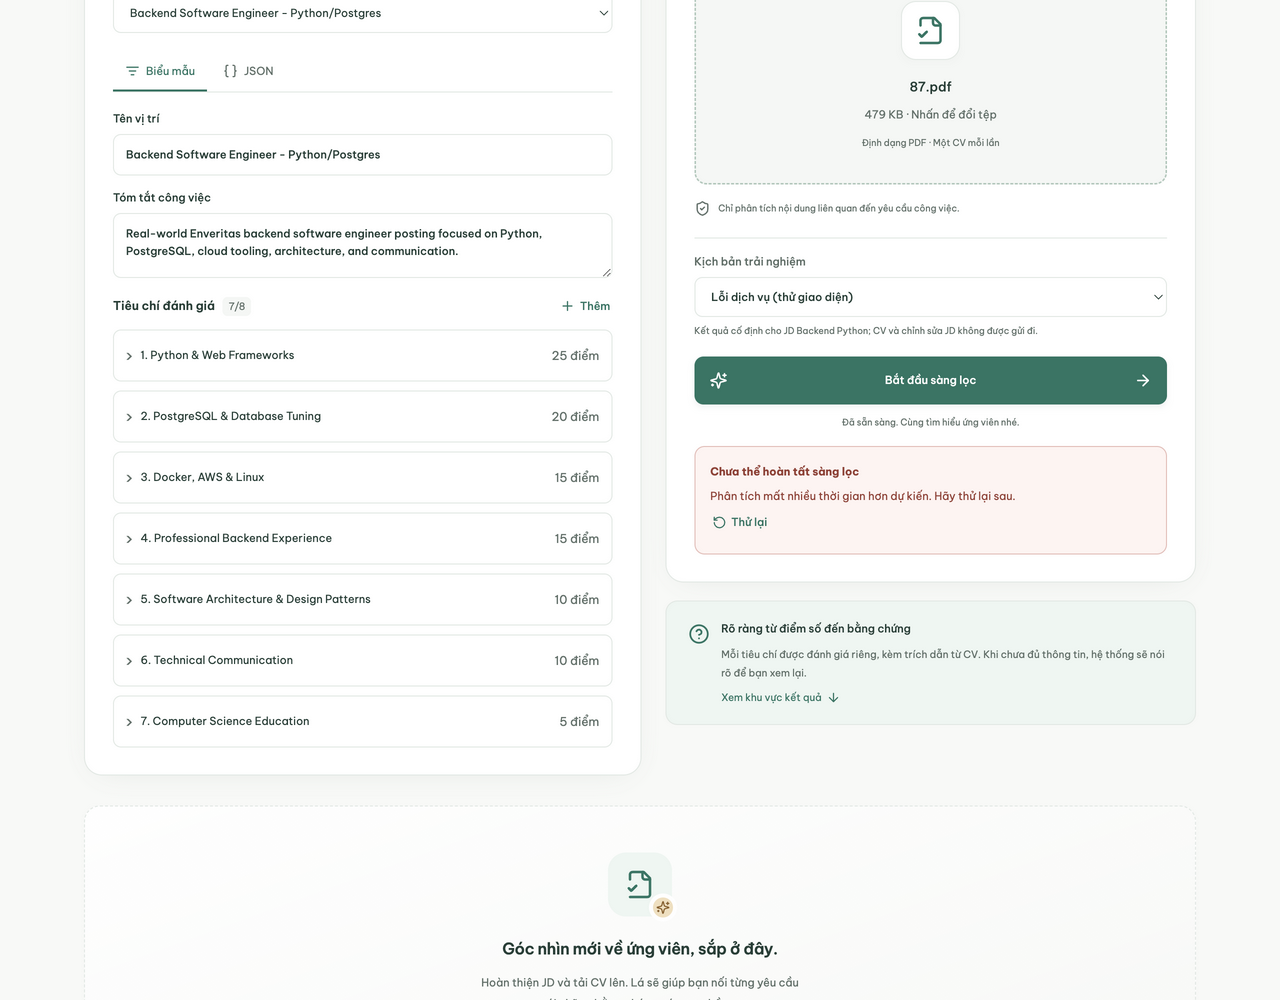 Backend Software Engineer - Python/Postgres
Biểu mẫu
{ } JSON
Tên vị trí
Backend Software Engineer - Python/Postgres
Tóm tắt công việc
Real-world Enveritas backend software engineer posting focused on Python,
PostgreSQL, cloud tooling, architecture, and communication.
Tiêu chí đánh giá 7/8
Thêm
1. Python & Web Frameworks 25 điểm
2. PostgreSQL & Database Tuning 20 điểm
3. Docker, AWS & Linux 15 điểm
4. Professional Backend Experience 15 điểm
5. Software Architecture & Design Patterns 10 điểm
6. Technical Communication 10 điểm
7. Computer Science Education 5 điểm
87.pdf
479 KB · Nhấn để đổi tệp
Định dạng PDF · Một CV mỗi lần
Chỉ phân tích nội dung liên quan đến yêu cầu công việc.
Kịch bản trải nghiệm
Lỗi dịch vụ (thử giao diện)
Kết quả cố định cho JD Backend Python; CV và chỉnh sửa JD không được gửi đi.
Bắt đầu sàng lọc
Đã sẵn sàng. Cùng tìm hiểu ứng viên nhé.
Chưa thể hoàn tất sàng lọc
Phân tích mất nhiều thời gian hơn dự kiến. Hãy thử lại sau.
Thử lại
Rõ ràng từ điểm số đến bằng chứng
Mỗi tiêu chí được đánh giá riêng, kèm trích dẫn từ CV. Khi chưa đủ thông tin, hệ thống sẽ nói
rõ để bạn xem lại.
Xem khu vực kết quả
Góc nhìn mới về ứng viên, sắp ở đây.
Hoàn thiện JD và tải CV lên. Lá sẽ giúp bạn nối từng yêu cầu